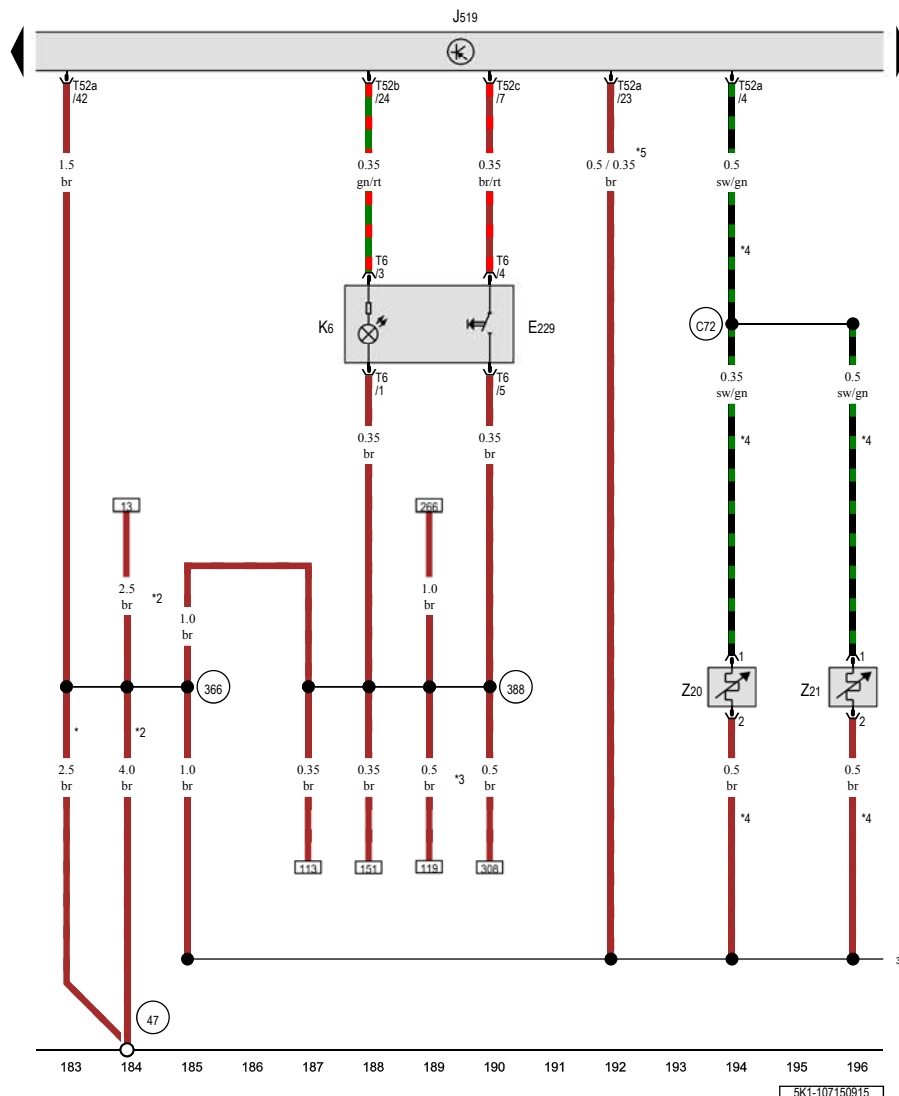 J519
T52a
/42
T52b
/24
T52c
/7
T52a
/23
T52a
/4
1.5
br
0.35
gn/rt
0.35
br/rt
0.5 / 0.35
br
*5
0.5
sw/gn
*4
T6
/3
T6
/4
K6
E229
T6
/1
T6
/5
C72
0.35
sw/gn
*4
0.5
sw/gn
*4
0.35
br
0.35
br
13
266
2.5
br
*2
1.0
br
1.0
br
366
388
Z20
1
2
Z21
1
2
*
*2
2.5
br
4.0
br
1.0
br
0.35
br
0.35
br
0.5
br
*3
0.5
br
0.5
br
*4
0.5
br
*4
113
151
119
308
47
183 184 185 186 187 188 189 190 191 192 193 194 195 196
5K1-107150915